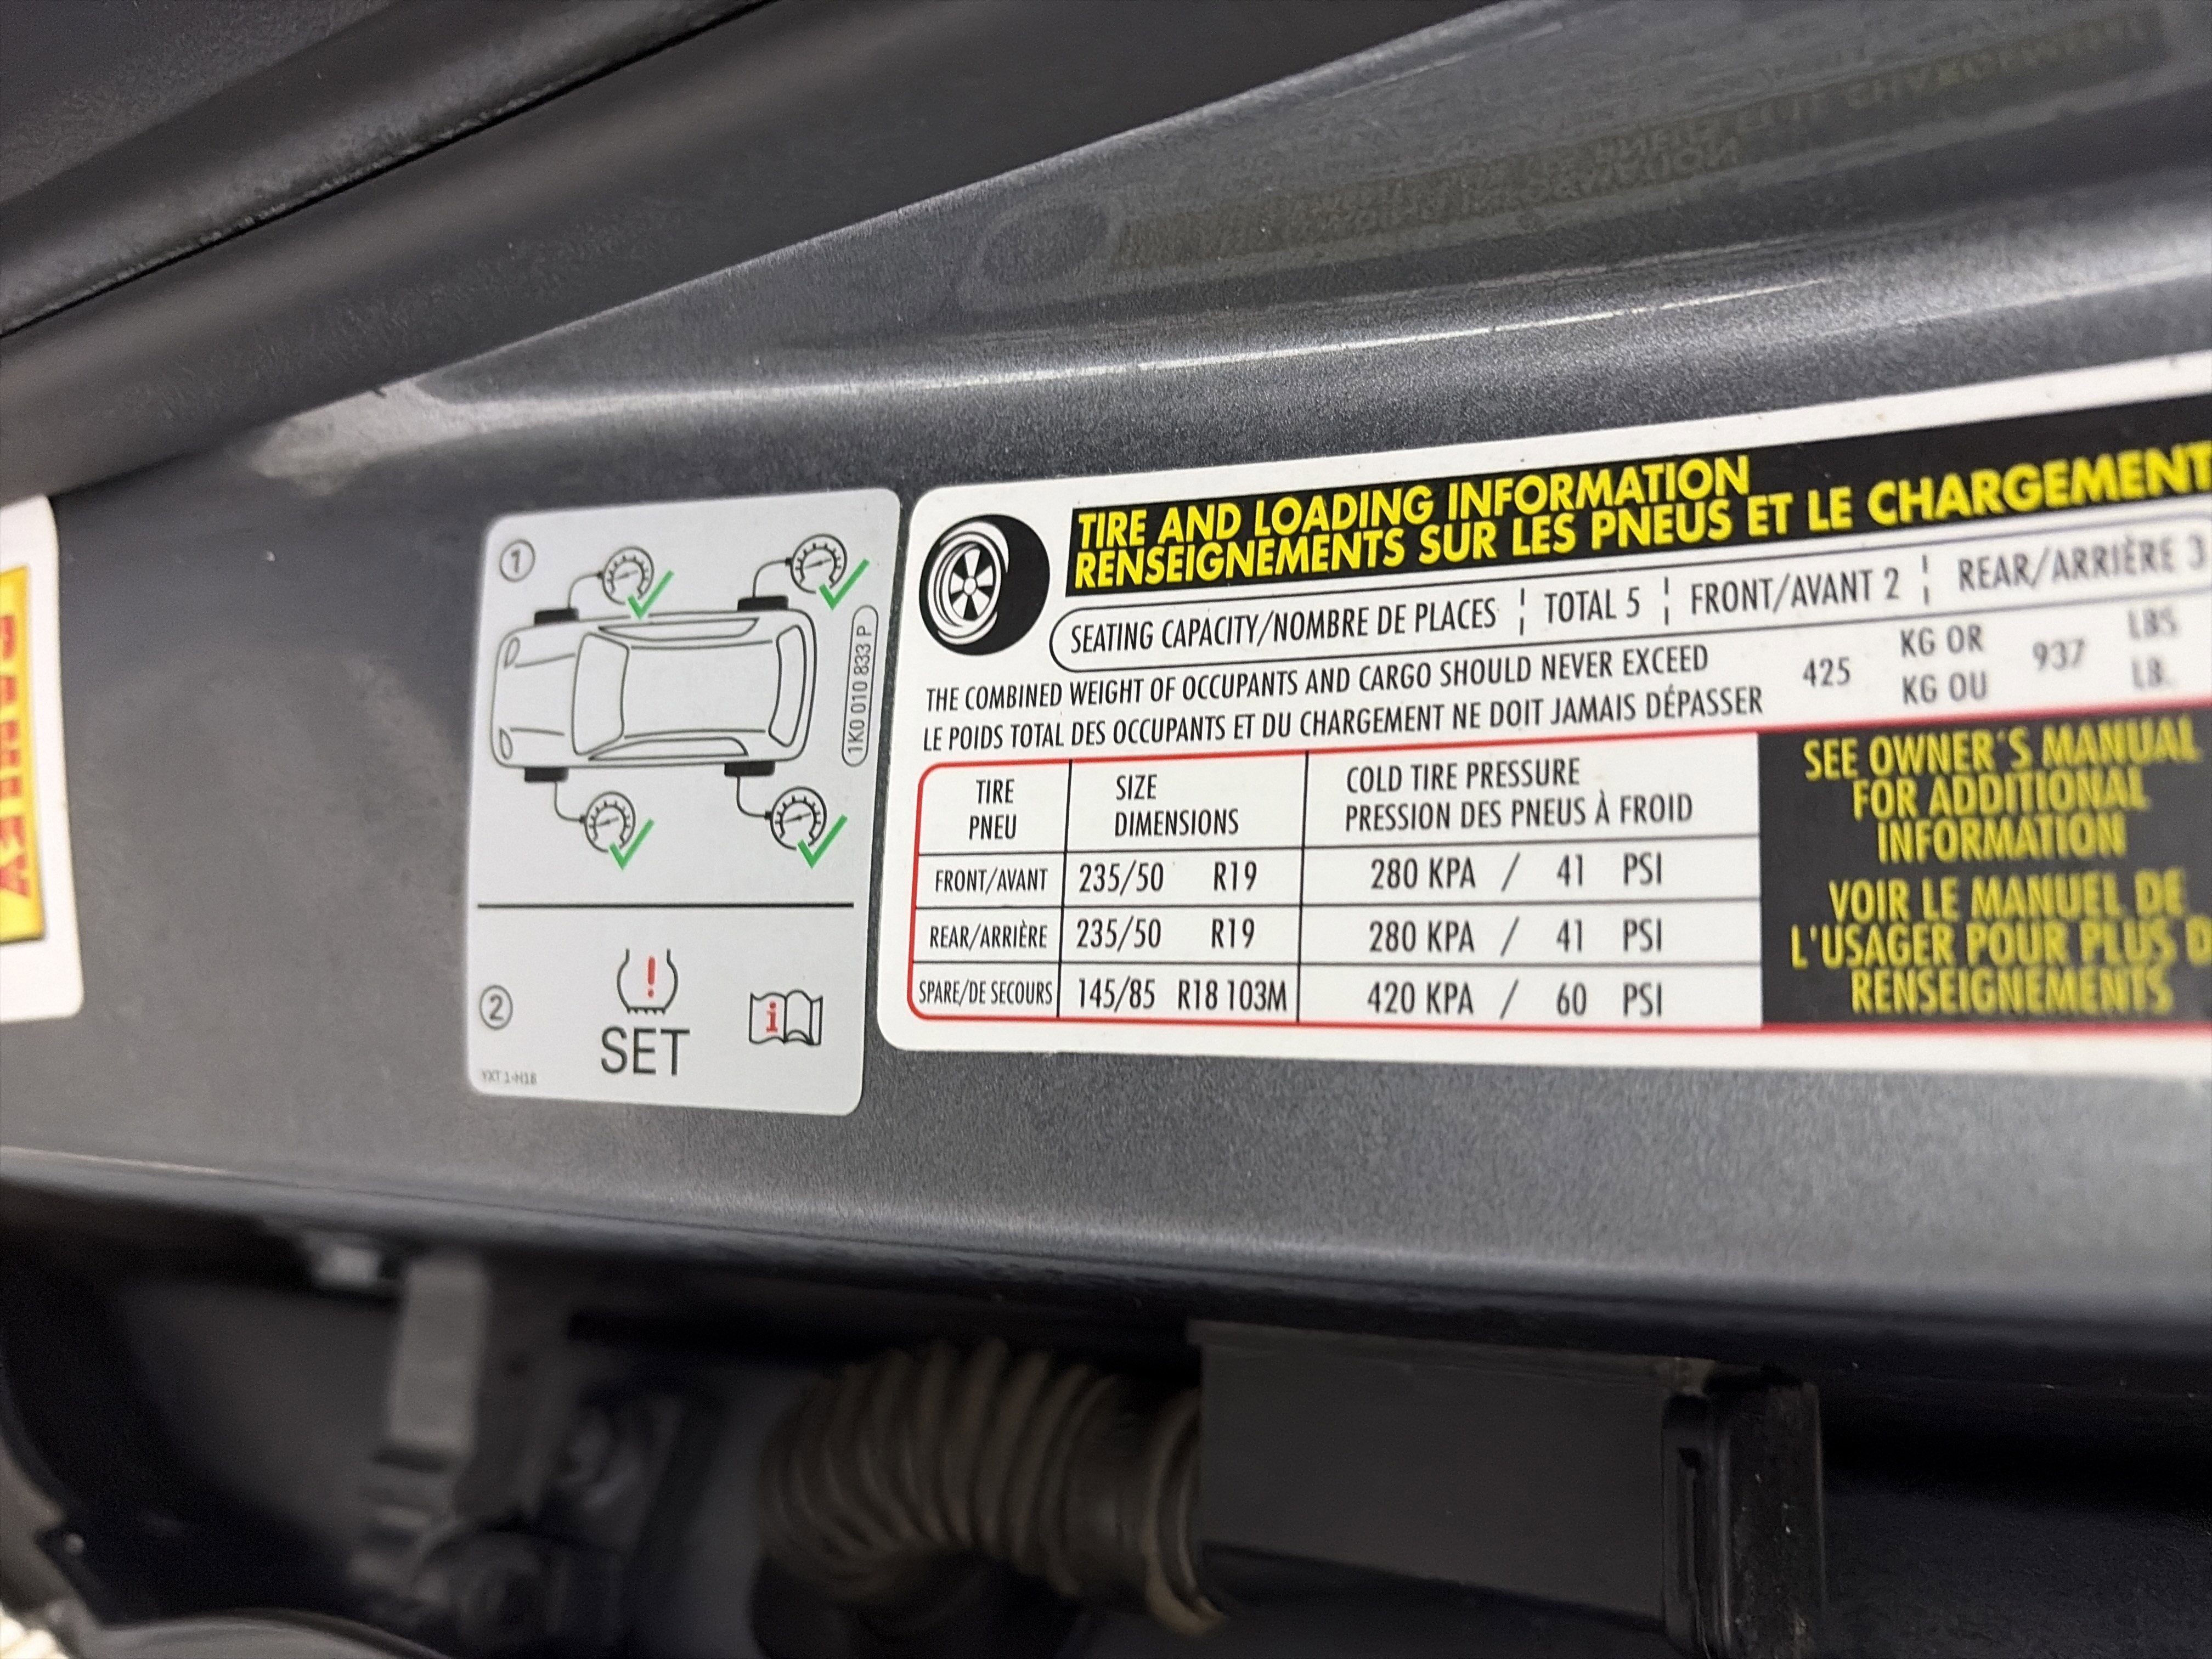 1
1K0 010 833 P
2
SET
i
TIRE AND LOADING INFORMATION
RENSEIGNEMENTS SUR LES PNEUS ET LE CHARGEMENT
SEATING CAPACITY/NOMBRE DE PLACES ¦ TOTAL 5 ¦ FRONT/AVANT 2 ¦ REAR/ARRIÈRE 3
THE COMBINED WEIGHT OF OCCUPANTS AND CARGO SHOULD NEVER EXCEED 425 KG OR 937 LBS
LE POIDS TOTAL DES OCCUPANTS ET DU CHARGEMENT NE DOIT JAMAIS DÉPASSER KG OU LB.
TIRE SIZE COLD TIRE PRESSURE
PNEU DIMENSIONS PRESSION DES PNEUS À FROID
FRONT/AVANT 235/50 R19 280 KPA / 41 PSI
REAR/ARRIÈRE 235/50 R19 280 KPA / 41 PSI
SPARE/DE SECOURS 145/85 R18 103M 420 KPA / 60 PSI
SEE OWNER'S MANUAL
FOR ADDITIONAL
INFORMATION
VOIR LE MANUEL DE
L'USAGER POUR PLUS
RENSEIGNEMENTS